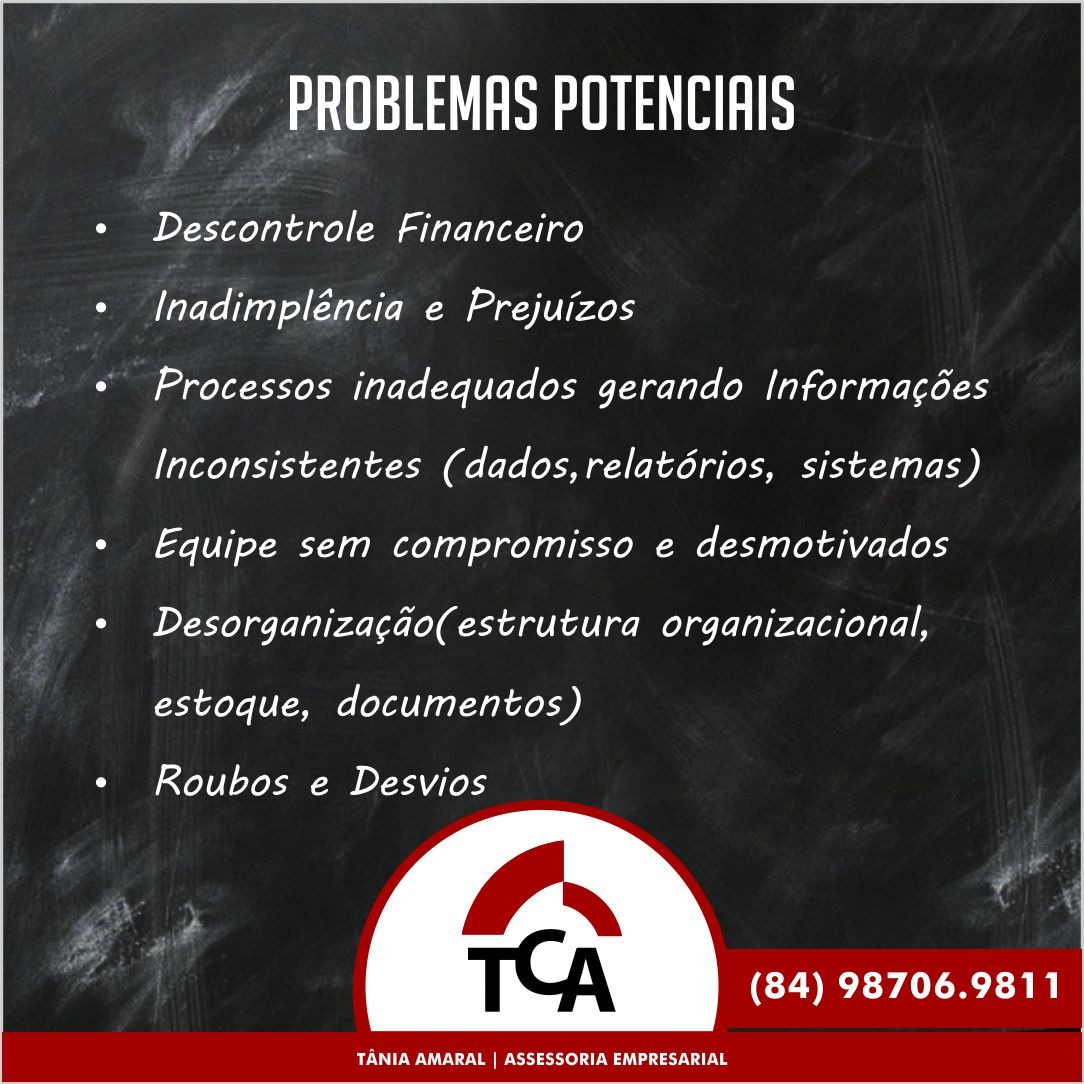 PROBLEMAS POTENCIAIS
• Descontrole Financeiro
• Inadimplência e Prejuízos
• Processos inadequados gerando Informações
Inconsistentes (dados,relatórios, sistemas)
• Equipe sem compromisso e desmotivados
• Desorganização(estrutura organizacional,
estoque, documentos)
• Roubos e Desvios
TCA
(84) 98706.9811
TÂNIA AMARAL | ASSESSORIA EMPRESARIAL